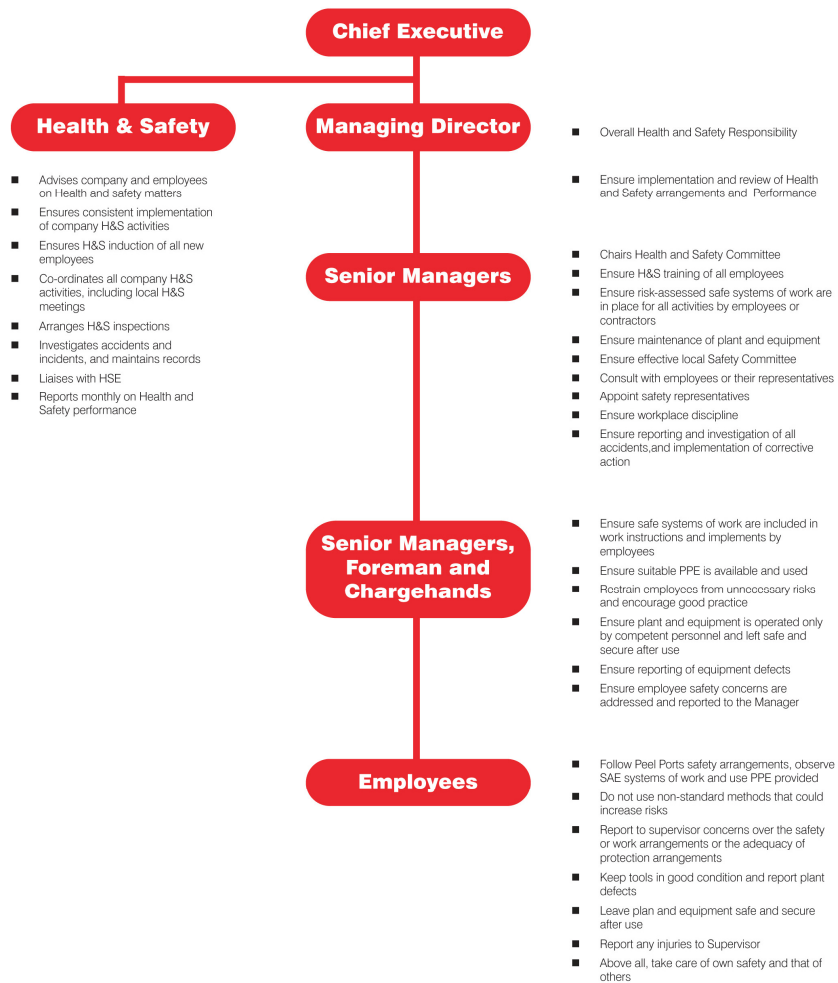 Chief Executive
Health & Safety
Managing Director
■ Overall Health and Safety Responsibility
■ Ensure implementation and review of Health
and Safety arrangements and Performance
■ Advises company and employees
on Health and safety matters
■ Ensures consistent implementation
of company H&S activities
■ Ensures H&S induction of all new
employees
■ Co-ordinates all company H&S
activities, including local H&S
meetings
■ Arranges H&S inspections
■ Investigates accidents and
incidents, and maintains records
■ Liaises with HSE
■ Reports monthly on Health and
Safety performance
Senior Managers
■ Chairs Health and Safety Committee
■ Ensure H&S training of all employees
■ Ensure risk-assessed safe systems of work are
in place for all activities by employees or
contractors
■ Ensure maintenance of plant and equipment
■ Ensure effective local Safety Committee
■ Consult with employees or their representatives
■ Appoint safety representatives
■ Ensure workplace discipline
■ Ensure reporting and investigation of all
accidents,and implementation of corrective
action
Senior Managers,
Foreman and
Chargehands
■ Ensure safe systems of work are included in
work instructions and implements by
employees
■ Ensure suitable PPE is available and used
■ Restrain employees from unnecessary risks
and encourage good practice
■ Ensure plant and equipment is operated only
by competent personnel and left safe and
secure after use
■ Ensure reporting of equipment defects
■ Ensure employee safety concerns are
addressed and reported to the Manager
Employees
■ Follow Peel Ports safety arrangements, observe
SAE systems of work and use PPE provided
■ Do not use non-standard methods that could
increase risks
■ Report to supervisor concerns over the safety
or work arrangements or the adequacy of
protection arrangements
■ Keep tools in good condition and report plant
defects
■ Leave plan and equipment safe and secure
after use
■ Report any injuries to Supervisor
■ Above all, take care of own safety and that of
others